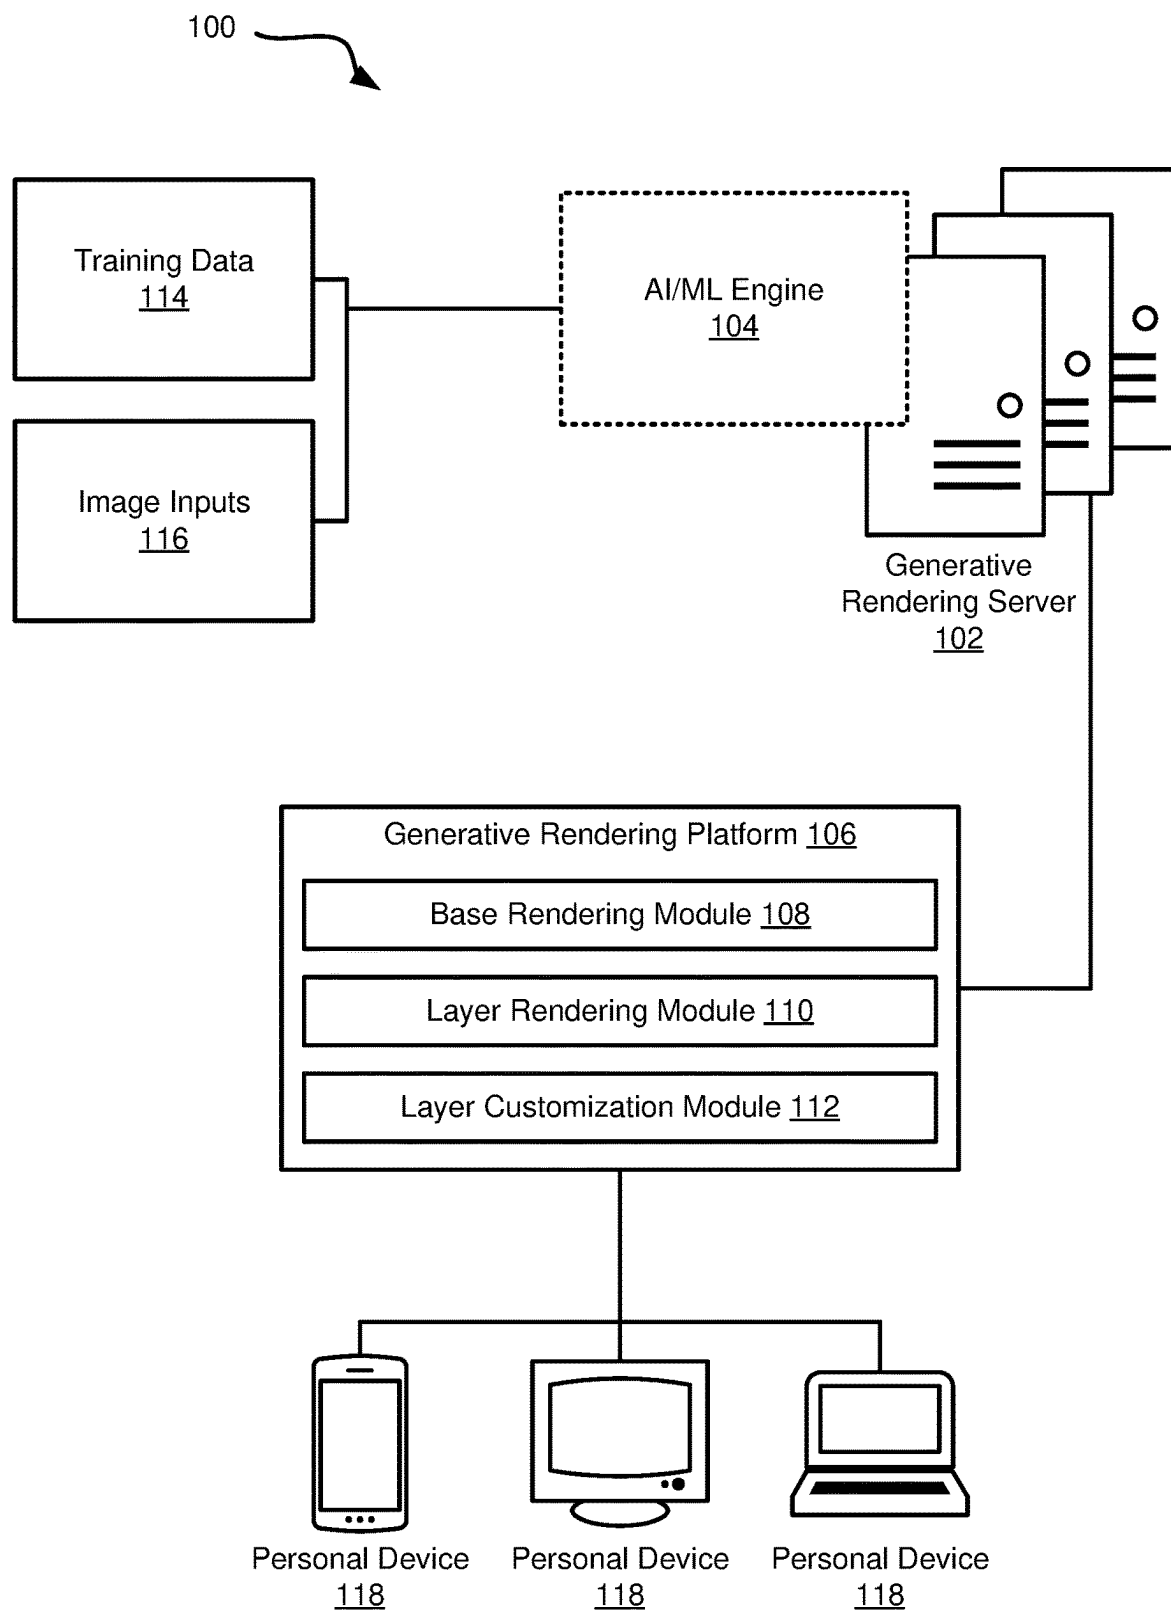 100
Training Data
114
AI/ML Engine
104
Image Inputs
116
Generative
Rendering Server
102
Generative Rendering Platform 106
Base Rendering Module 108
Layer Rendering Module 110
Layer Customization Module 112
Personal Device
118
Personal Device
118
Personal Device
118